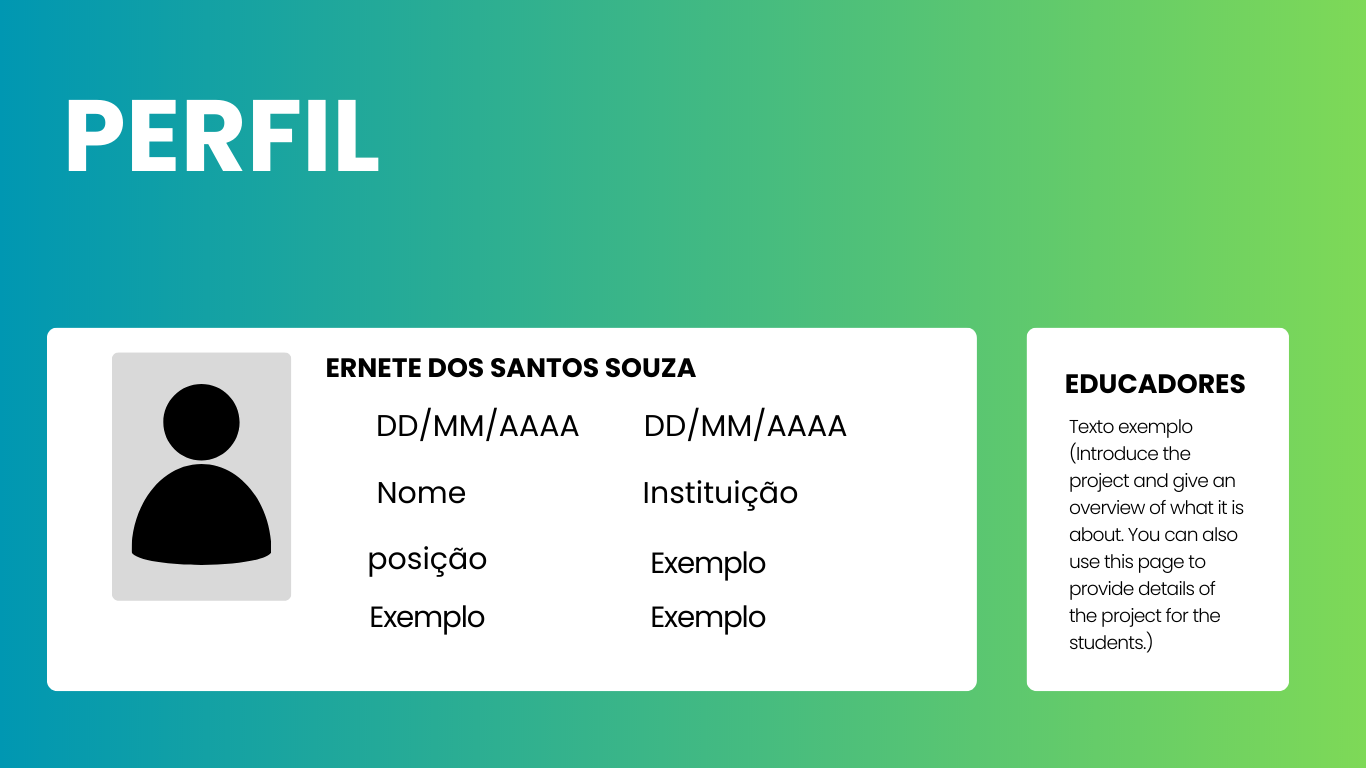 PERFIL
ERNETE DOS SANTOS SOUZA
DD/MM/AAAA DD/MM/AAAA
Nome Instituição
posição Exemplo
Exemplo Exemplo
EDUCADORES
Texto exemplo
(Introduce the
project and give an
overview of what it is
about. You can also
use this page to
provide details of
the project for the
students.)